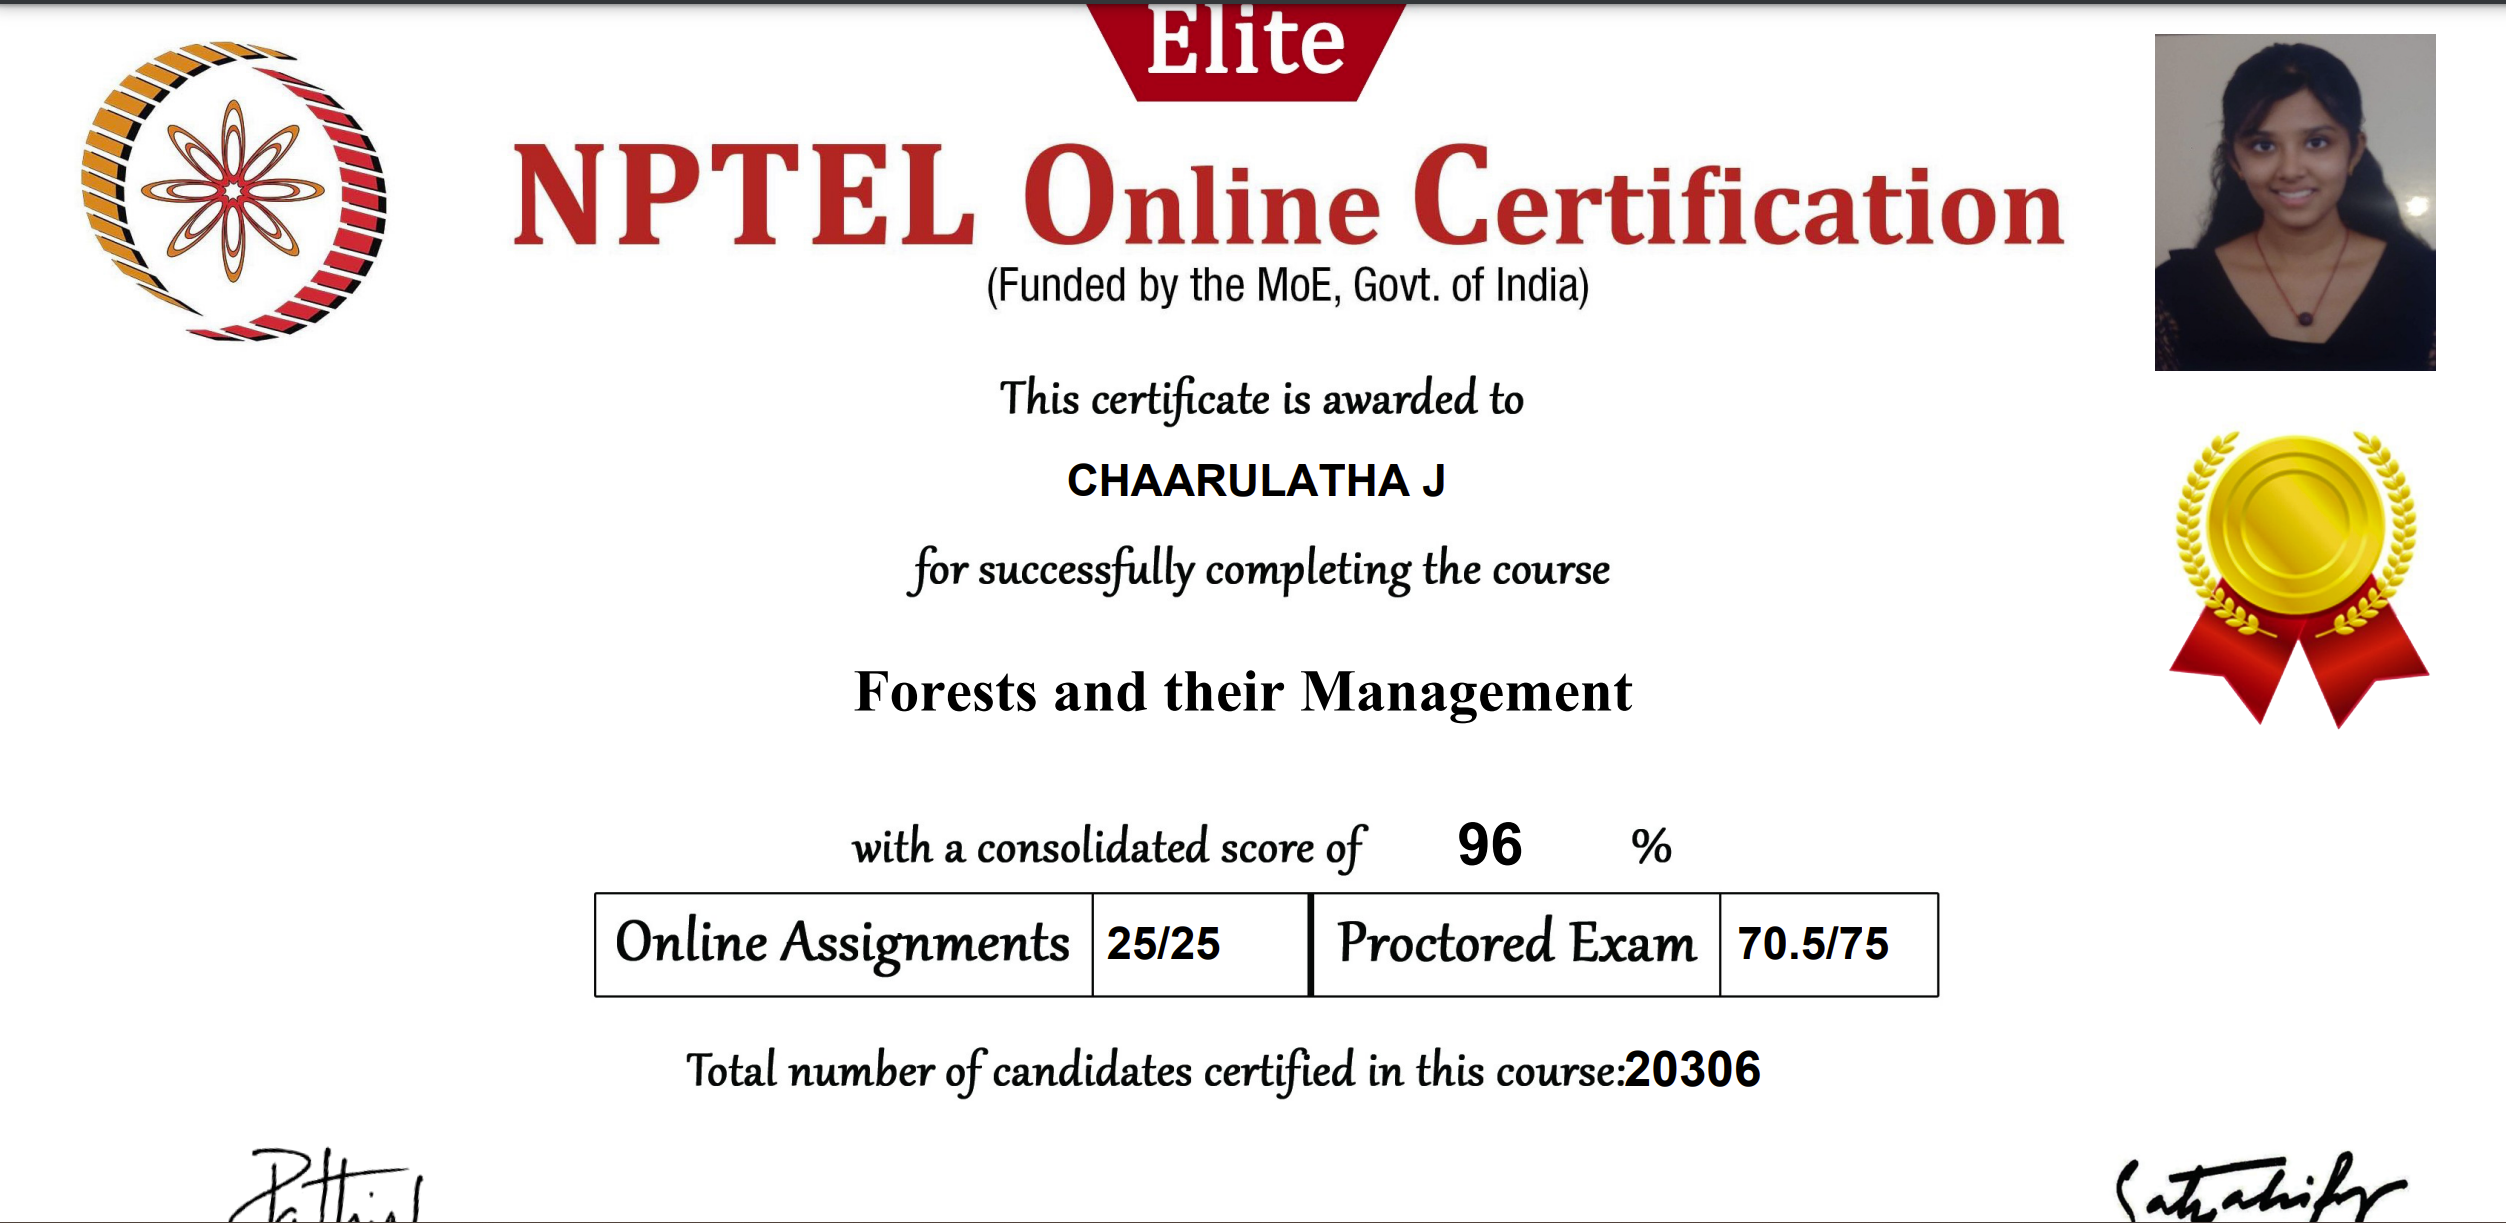 Elite
NPTEL Online Certification
(Funded by the MoE, Govt. of India)
This certificate is awarded to
CHAARULATHA J
for successfully completing the course
Forests and their Management
with a consolidated score of 96 %
Online Assignments 25/25 Proctored Exam 70.5/75
Total number of candidates certified in this course:20306